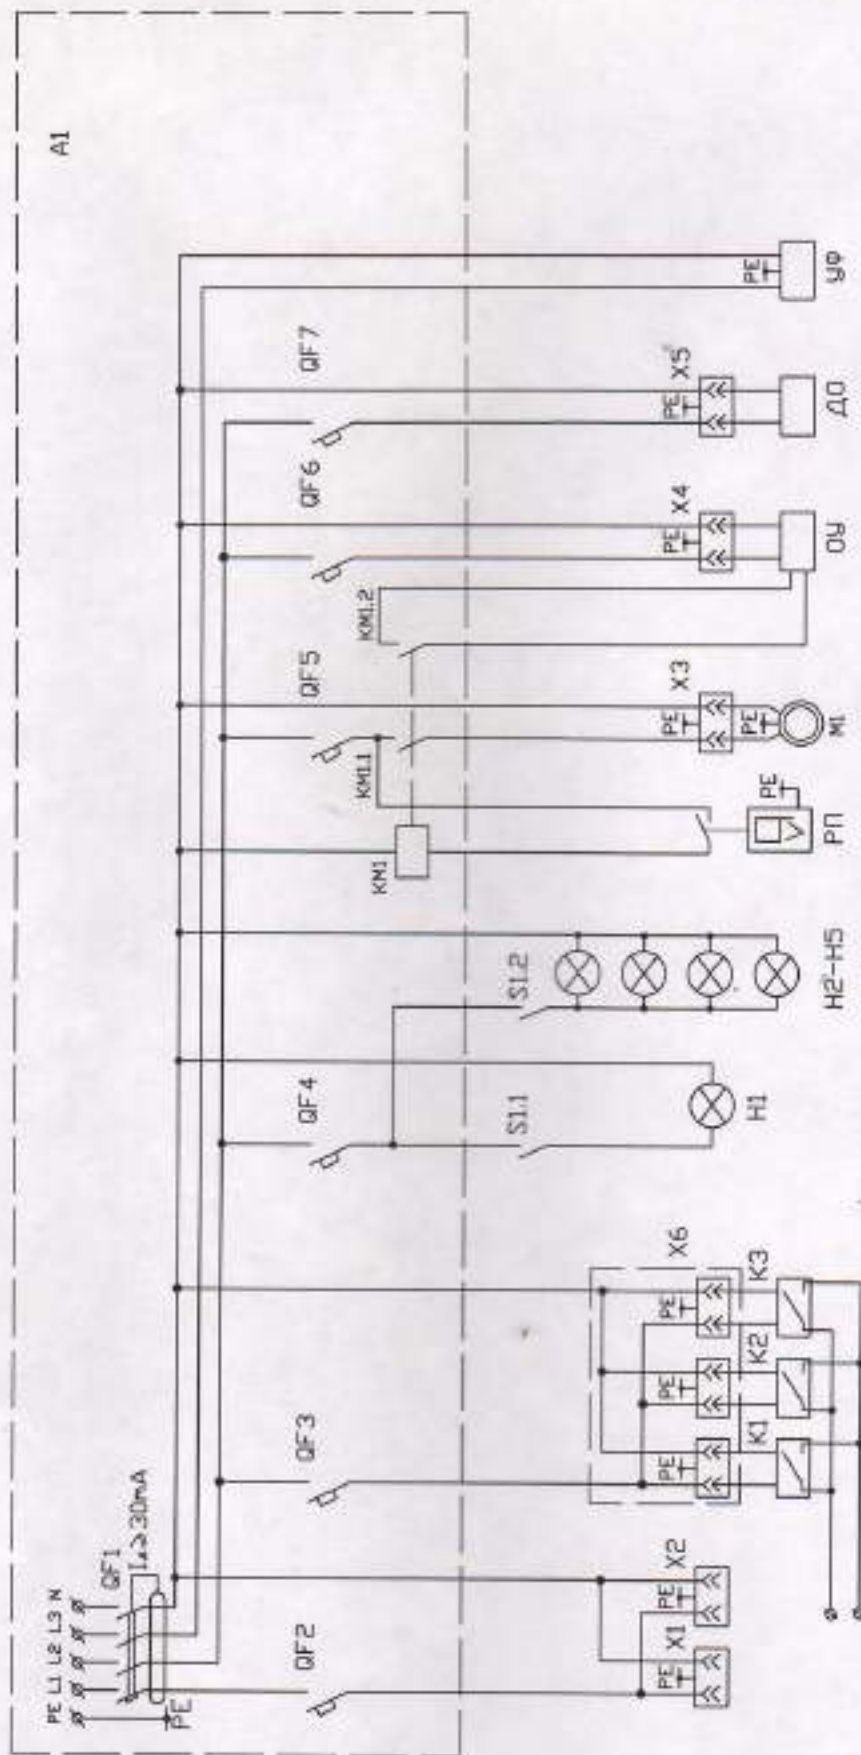 A1
PE L1 L2 L3 N
QF1
30mA
PE
QF2
QF3
QF4
QF5
QF6
QF7
KM1
KM1.1
KM1.2
S1.1
S1.2
X1
PE
X2
PE
X6
PE
PE
PE
K1
K2
K3
H1
H2-H5
РП
PE
X3
PE
PE
M1
X4
PE
ОУ
X5
PE
ДО
PE
УФ